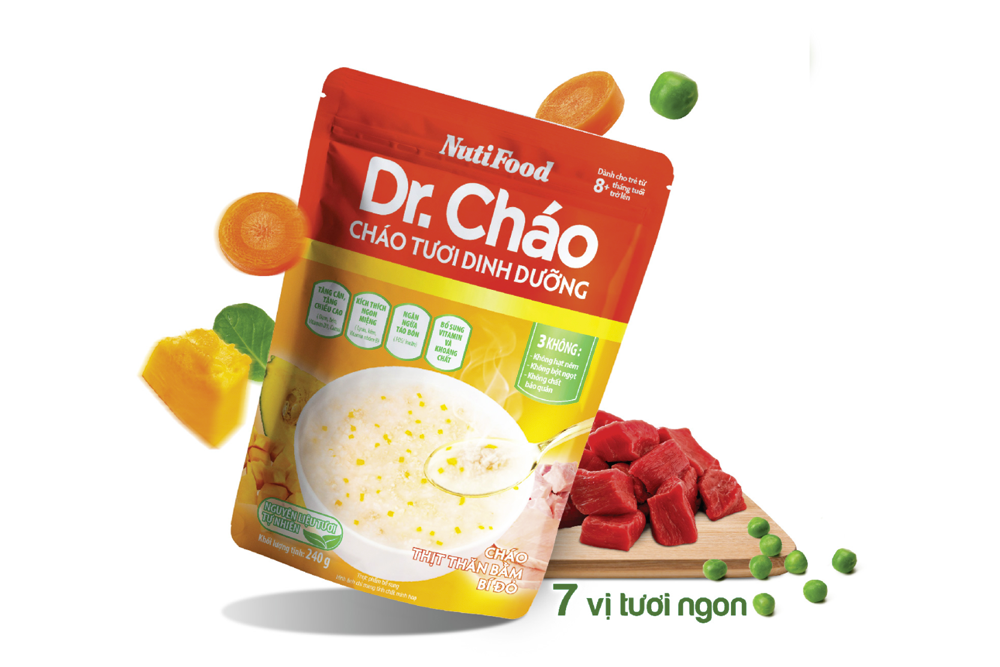 NutiFood
Dành cho trẻ từ
8+ tháng tuổi
trở lên
Dr. Cháo
CHÁO TƯƠI DINH DƯỠNG
TĂNG CÂN,
TĂNG
CHIỀU CAO
KÍCH THÍCH
NGON
MIỆNG
NGĂN
NGỪA
TÁO BÓN
BỔ SUNG
VITAMIN
VÀ
KHOÁNG
CHẤT
3 KHÔNG:
- Không hạt nêm
- Không bột ngọt
- Không chất
bảo quản
NGUYÊN LIỆU TƯƠI
TỰ NHIÊN
Khối lượng tịnh: 240 g
CHÁO
THỊT THĂN BẰM
BÍ ĐỎ
7 vị tươi ngon